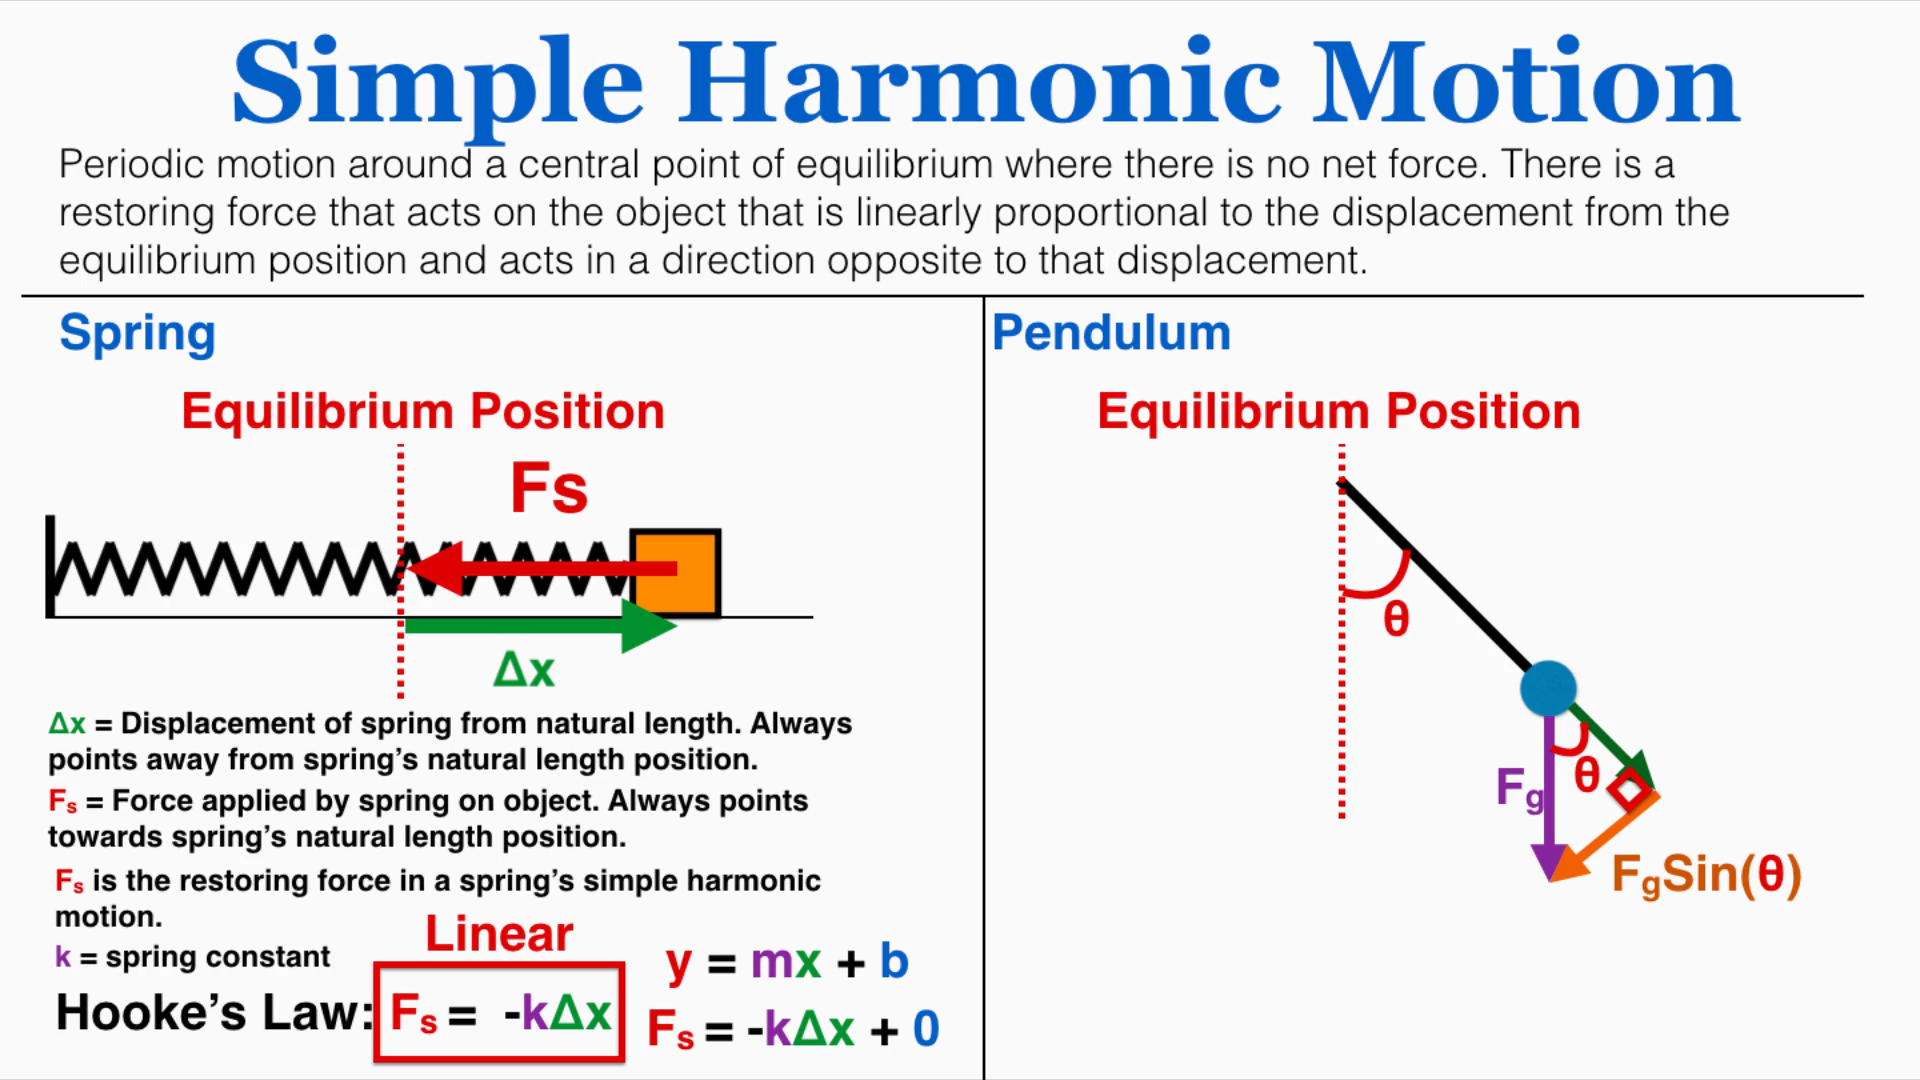 Simple Harmonic Motion
Periodic motion around a central point of equilibrium where there is no net force. There is a
restoring force that acts on the object that is linearly proportional to the displacement from the
equilibrium position and acts in a direction opposite to that displacement.
Spring
Equilibrium Position
Fs
Δx
Δx = Displacement of spring from natural length. Always
points away from spring's natural length position.
Fs = Force applied by spring on object. Always points
towards spring's natural length position.
Fs is the restoring force in a spring's simple harmonic
motion.
k = spring constant
Linear
Hooke's Law: Fs = -kΔx
y = mx + b
Fs = -kΔx + 0
Pendulum
Equilibrium Position
θ
θ
Fg
FgSin(θ)